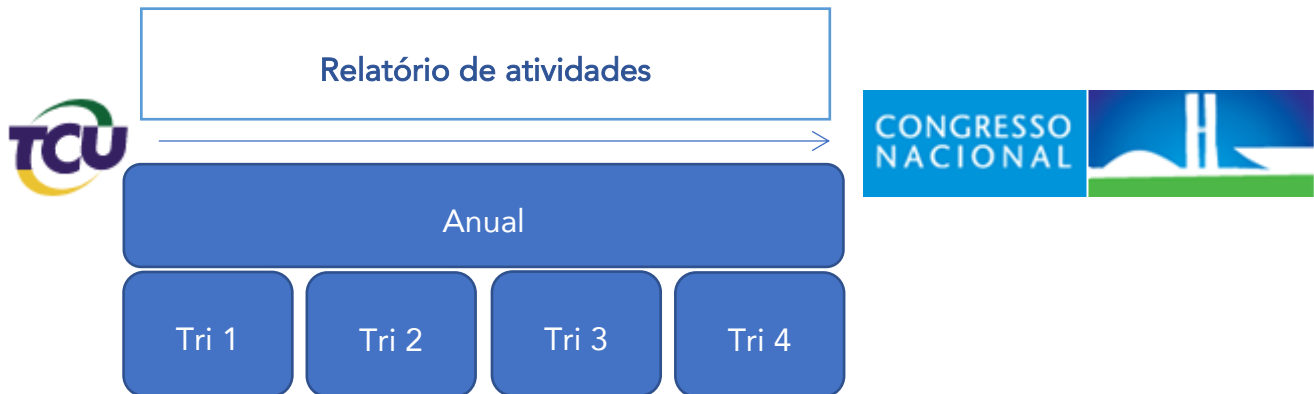 Relatório de atividades
TCU
CONGRESSO
NACIONAL
Anual
Tri 1
Tri 2
Tri 3
Tri 4